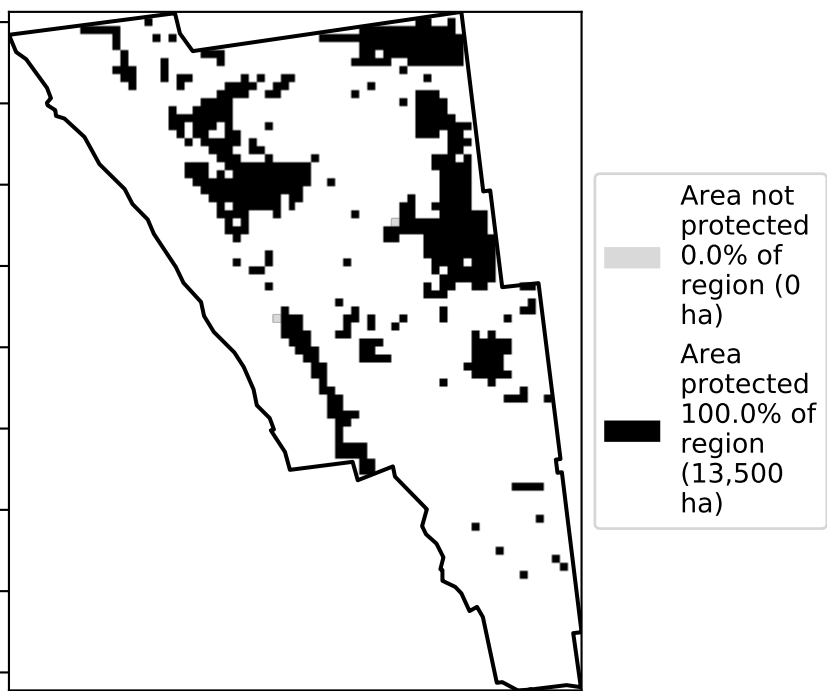 Area not
protected
0.0% of
region (0
ha)
Area
protected
100.0% of
region
(13,500
ha)